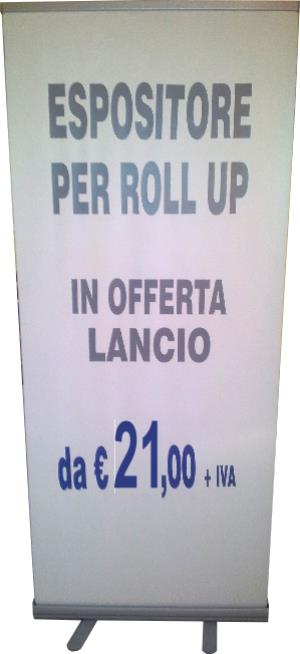 ESPOSITORE
PER ROLL UP
IN OFFERTA
LANCIO
da € 21,00 + IVA